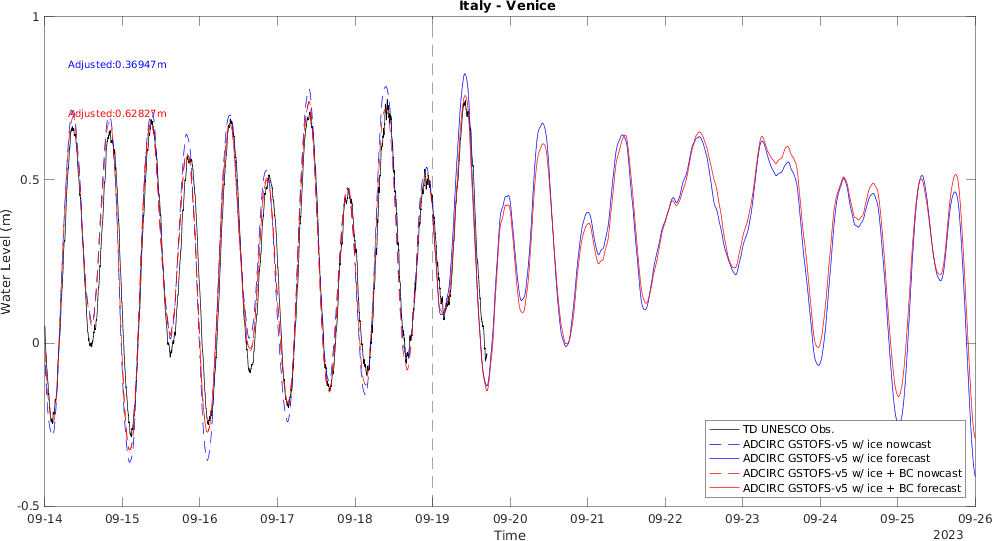 Italy - Venice
1
0.5
0
-0.5
Water Level (m)
Adjusted:0.36947m
Adjusted:0.62827m
TD UNESCO Obs.
ADCIRC GSTOFS-v5 w/ ice nowcast
ADCIRC GSTOFS-v5 w/ ice forecast
ADCIRC GSTOFS-v5 w/ ice + BC nowcast
ADCIRC GSTOFS-v5 w/ ice + BC forecast
09-14 09-15 09-16 09-17 09-18 09-19 09-20 09-21 09-22 09-23 09-24 09-25 09-26
Time
2023